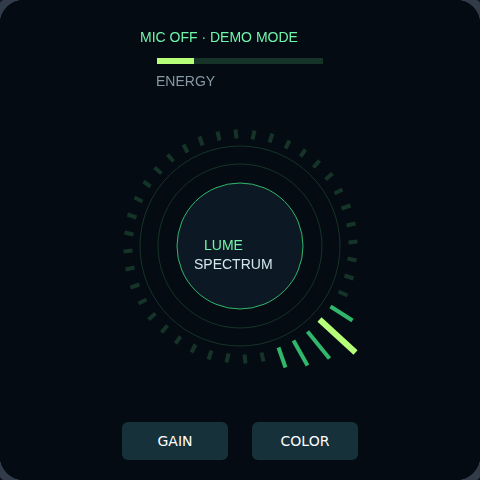 MIC OFF · DEMO MODE
ENERGY
LUME
SPECTRUM
GAIN
COLOR